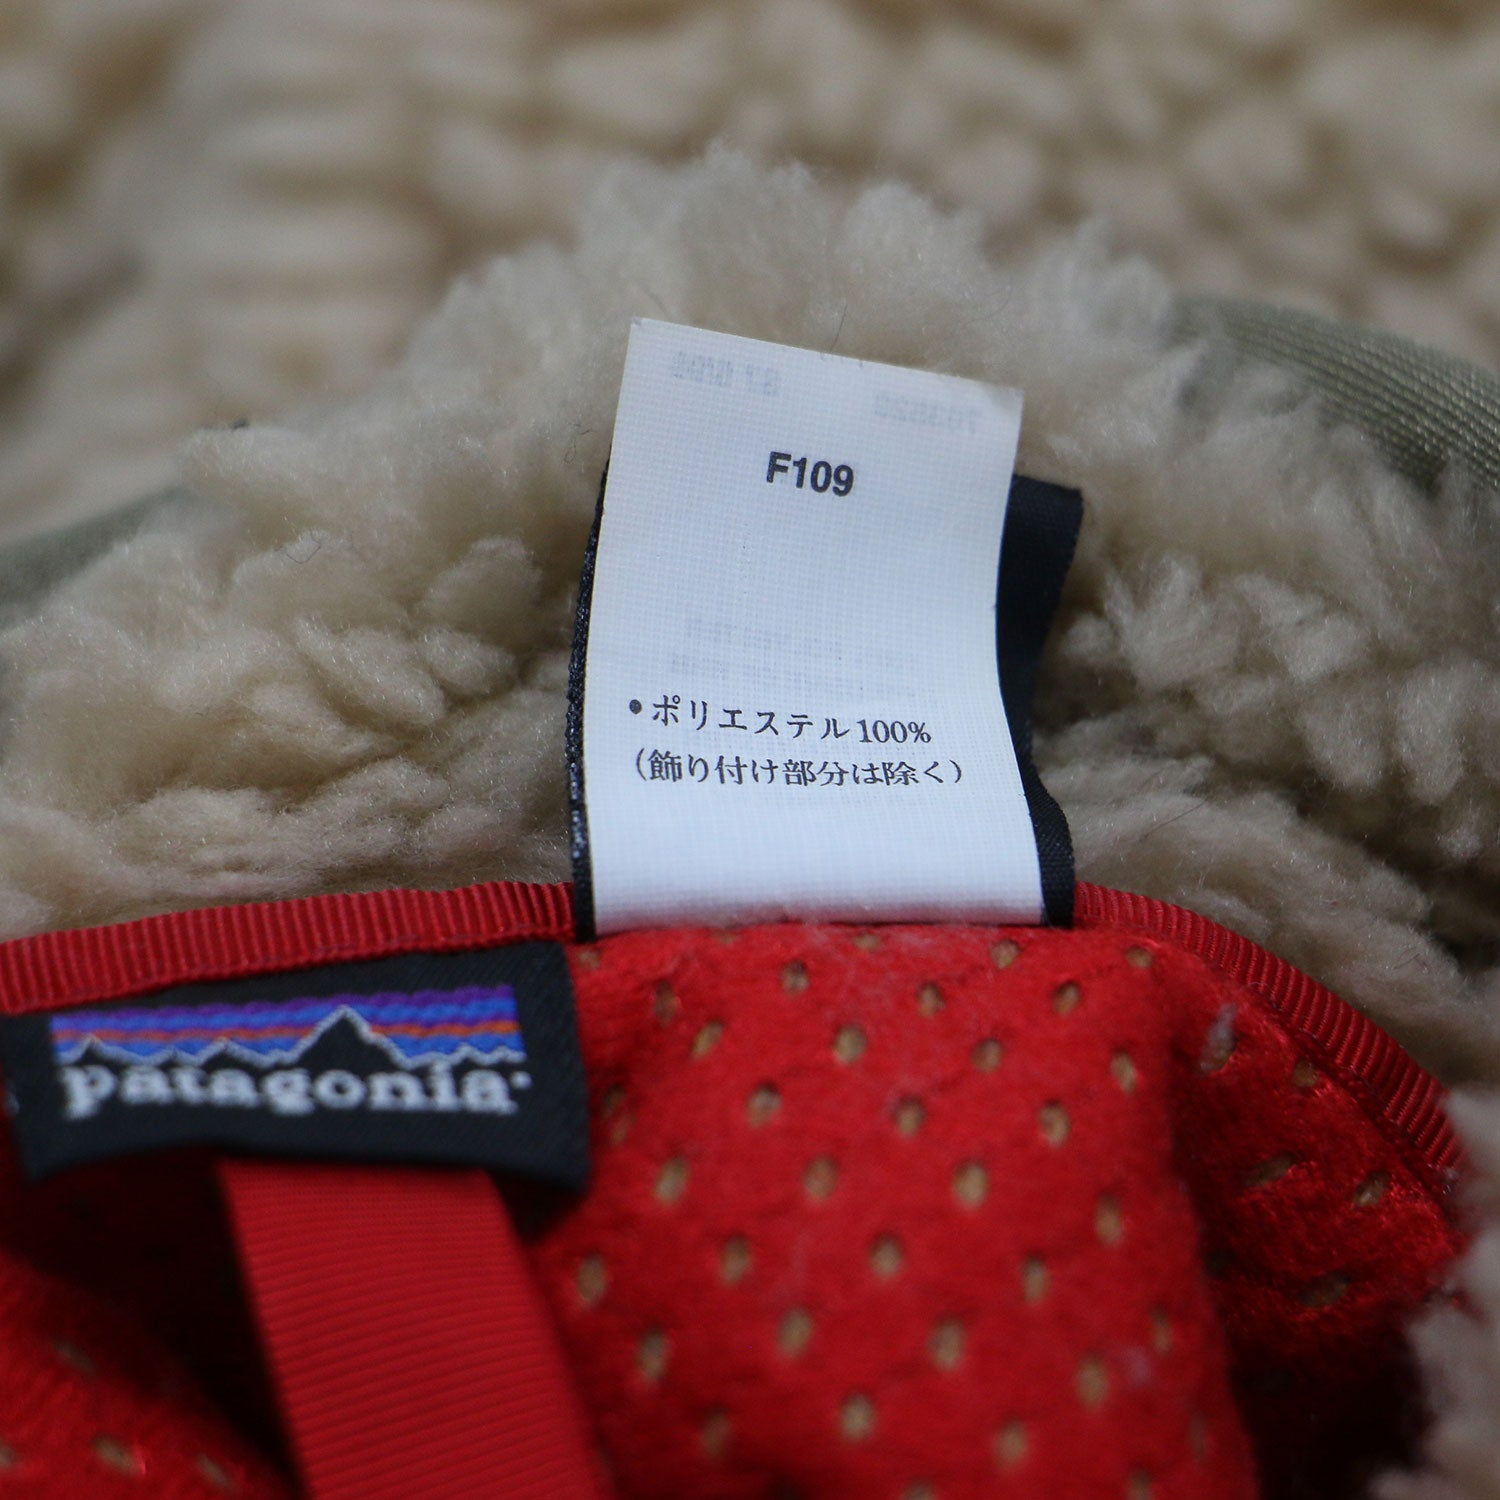 F109
•ポリエステル100%
(飾り付け部分は除く)
patagonia